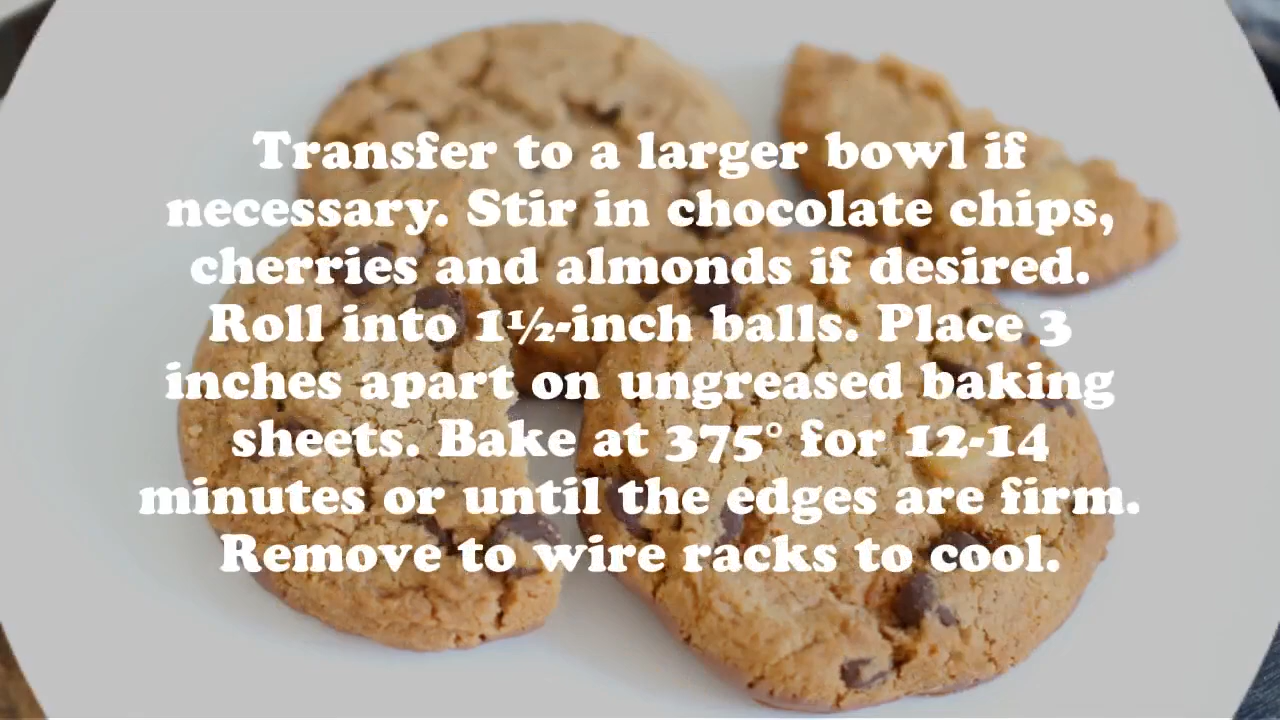 Transfer to a larger bowl if
necessary. Stir in chocolate chips,
cherries and almonds if desired.
Roll into 1½-inch balls. Place 3
inches apart on ungreased baking
sheets. Bake at 375° for 12-14
minutes or until the edges are firm.
Remove to wire racks to cool.